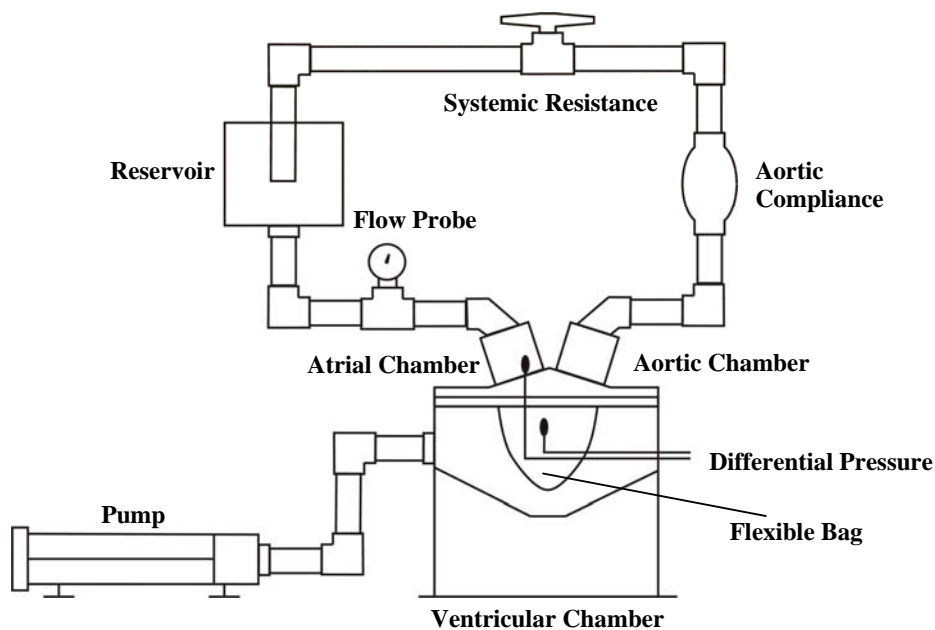 Systemic Resistance
Reservoir
Aortic
Compliance
Flow Probe
Atrial Chamber
Aortic Chamber
Differential Pressure
Pump
Flexible Bag
Ventricular Chamber